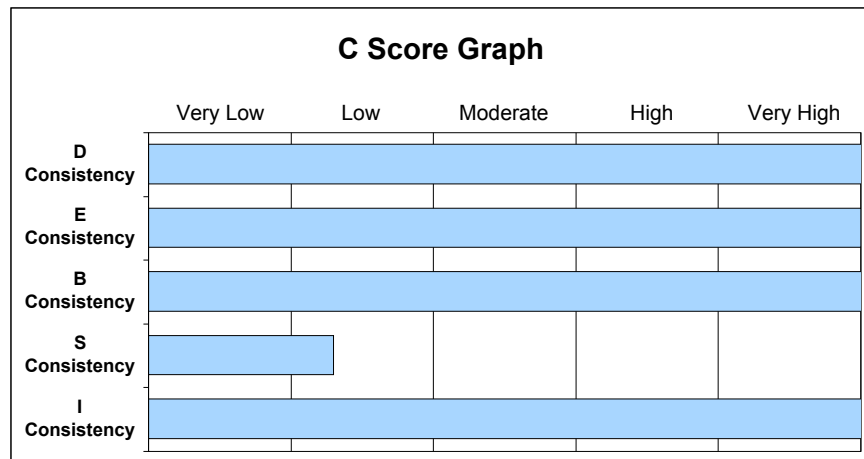 C Score Graph
Very Low Low Moderate High Very High
D
Consistency
E
Consistency
B
Consistency
S
Consistency
I
Consistency